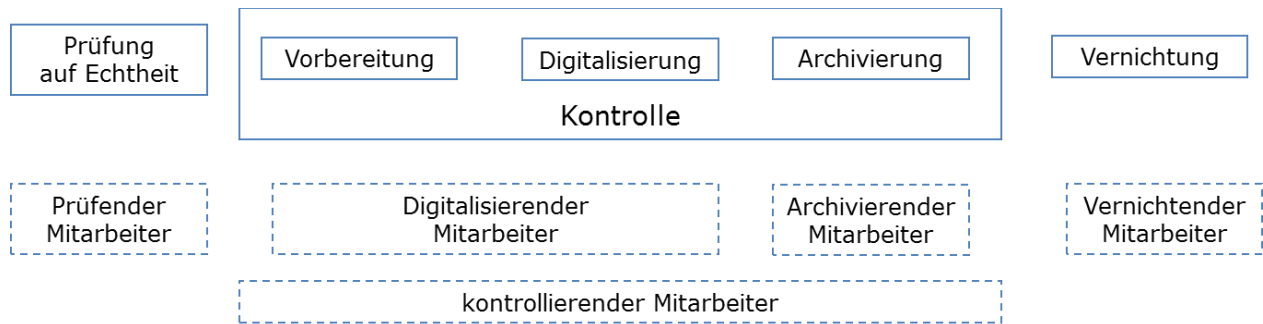 Prüfung
auf Echtheit
Vorbereitung
Digitalisierung
Archivierung
Kontrolle
Vernichtung
Prüfender
Mitarbeiter
Digitalisierender
Mitarbeiter
Archivierender
Mitarbeiter
Vernichtender
Mitarbeiter
kontrollierender Mitarbeiter